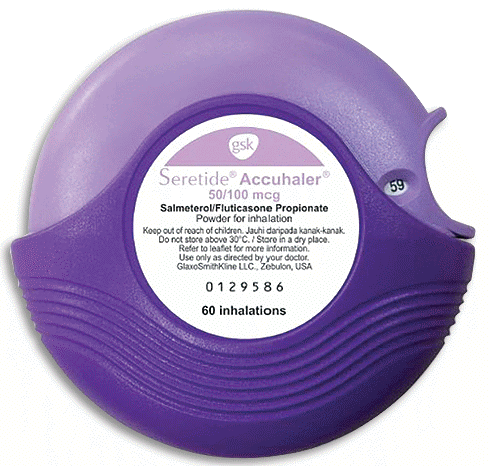 gsk
Seretide® Accuhaler®
50/100 mcg
Salmeterol/Fluticasone Propionate
Powder for inhalation
Keep out of reach of children. Jauhi daripada kanak-kanak.
Do not store above 30°C. / Store in a dry place.
Refer to leaflet for more information.
Use only as directed by your doctor.
GlaxoSmithKline LLC., Zebulon, USA
0129586
60 inhalations
59